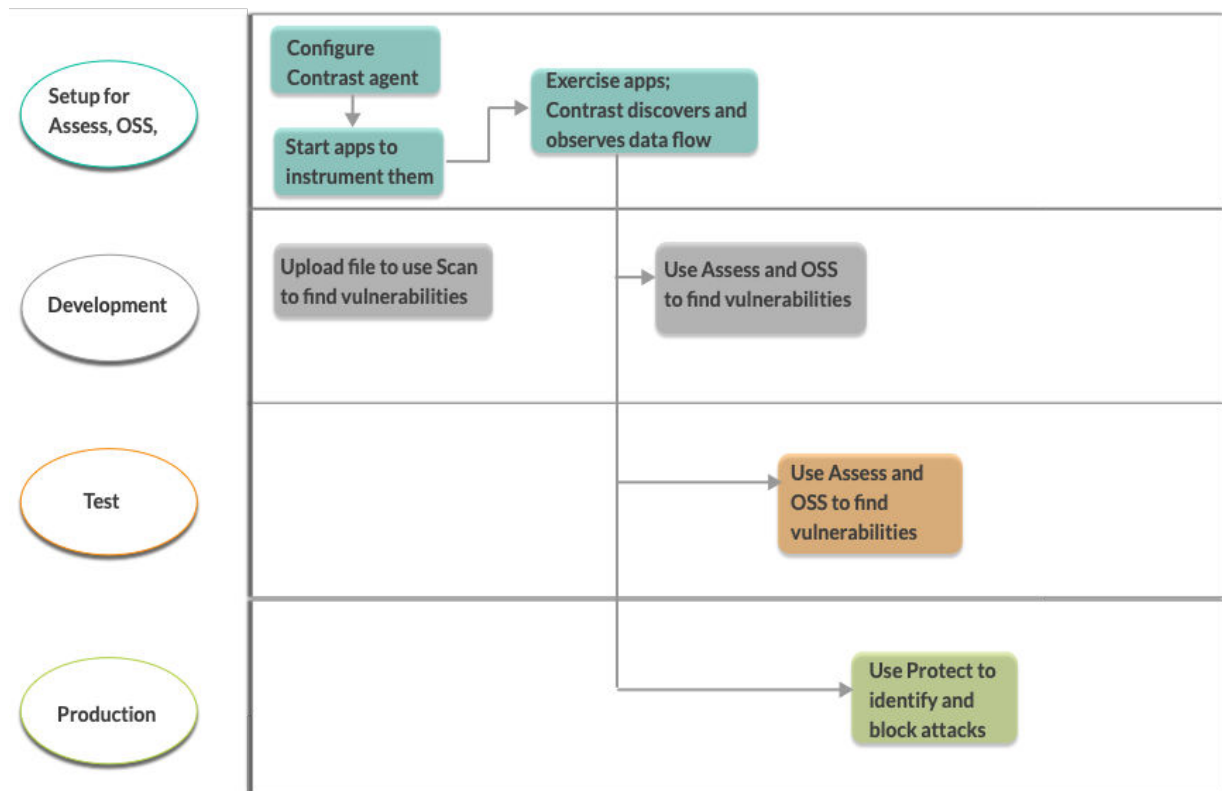 Setup for
Assess, OSS,
Configure
Contrast agent
Start apps to
instrument them
Exercise apps;
Contrast discovers and
observes data flow
Development
Upload file to use Scan
to find vulnerabilities
Use Assess and OSS
to find vulnerabilities
Test
Use Assess and
OSS to find
vulnerabilities
Production
Use Protect to
identify and
block attacks